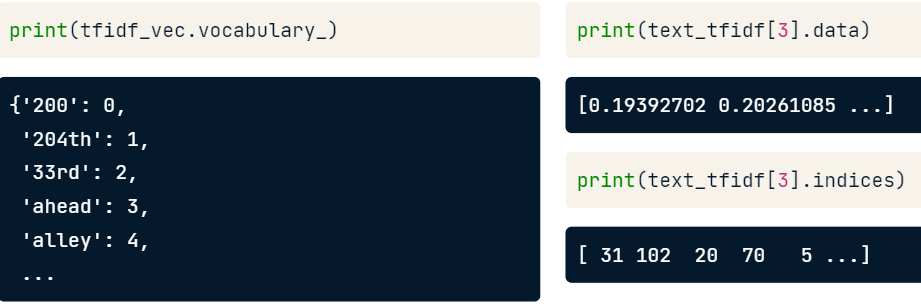 print(tfidf_vec.vocabulary_)
{'200': 0,
 '204th': 1,
 '33rd': 2,
 'ahead': 3,
 'alley': 4,
 ...
print(text_tfidf[3].data)
[0.19392702 0.20261085 ...]
print(text_tfidf[3].indices)
[ 31 102  20  70   5 ...]